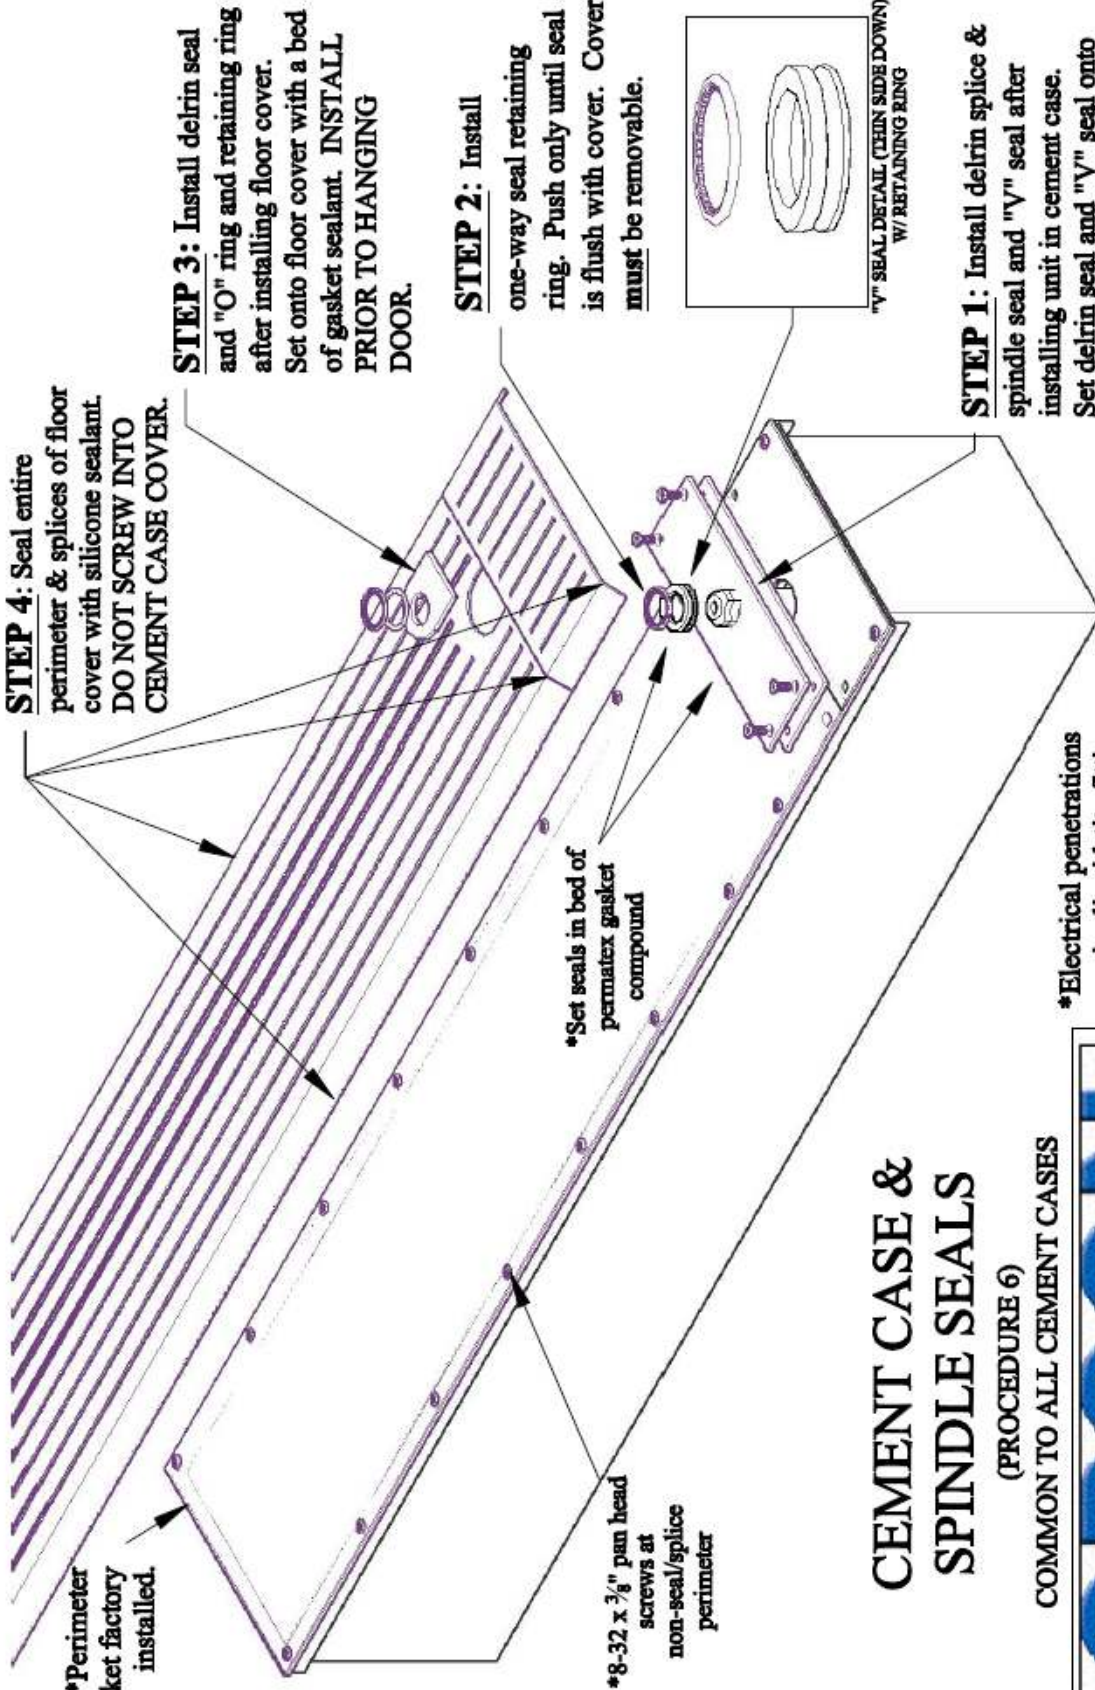 STEP 4: Seal entire
perimeter & splices of floor
cover with silicone sealant.
DO NOT SCREW INTO
CEMENT CASE COVER.
STEP 3: Install delrin seal
and "O" ring and retaining ring
after installing floor cover.
Set onto floor cover with a bed
of gasket sealant. INSTALL
PRIOR TO HANGING
DOOR.
STEP 2: Install
one-way seal retaining
ring. Push only until seal
is flush with cover. Cover
must be removable.
"V" SEAL DETAIL (THIN SIDE DOWN)
W/ RETAINING RING
STEP 1: Install delrin splice &
spindle seal and "V" seal after
installing unit in cement case.
Set delrin seal and "V" seal onto
*Set seals in bed of
permatex gasket
compound
*Perimeter
ket factory
installed.
*8-32 x ⅜" pan head
screws at
non-seal/splice
perimeter
*Electrical penetrations
CEMENT CASE &
SPINDLE SEALS
(PROCEDURE 6)
COMMON TO ALL CEMENT CASES